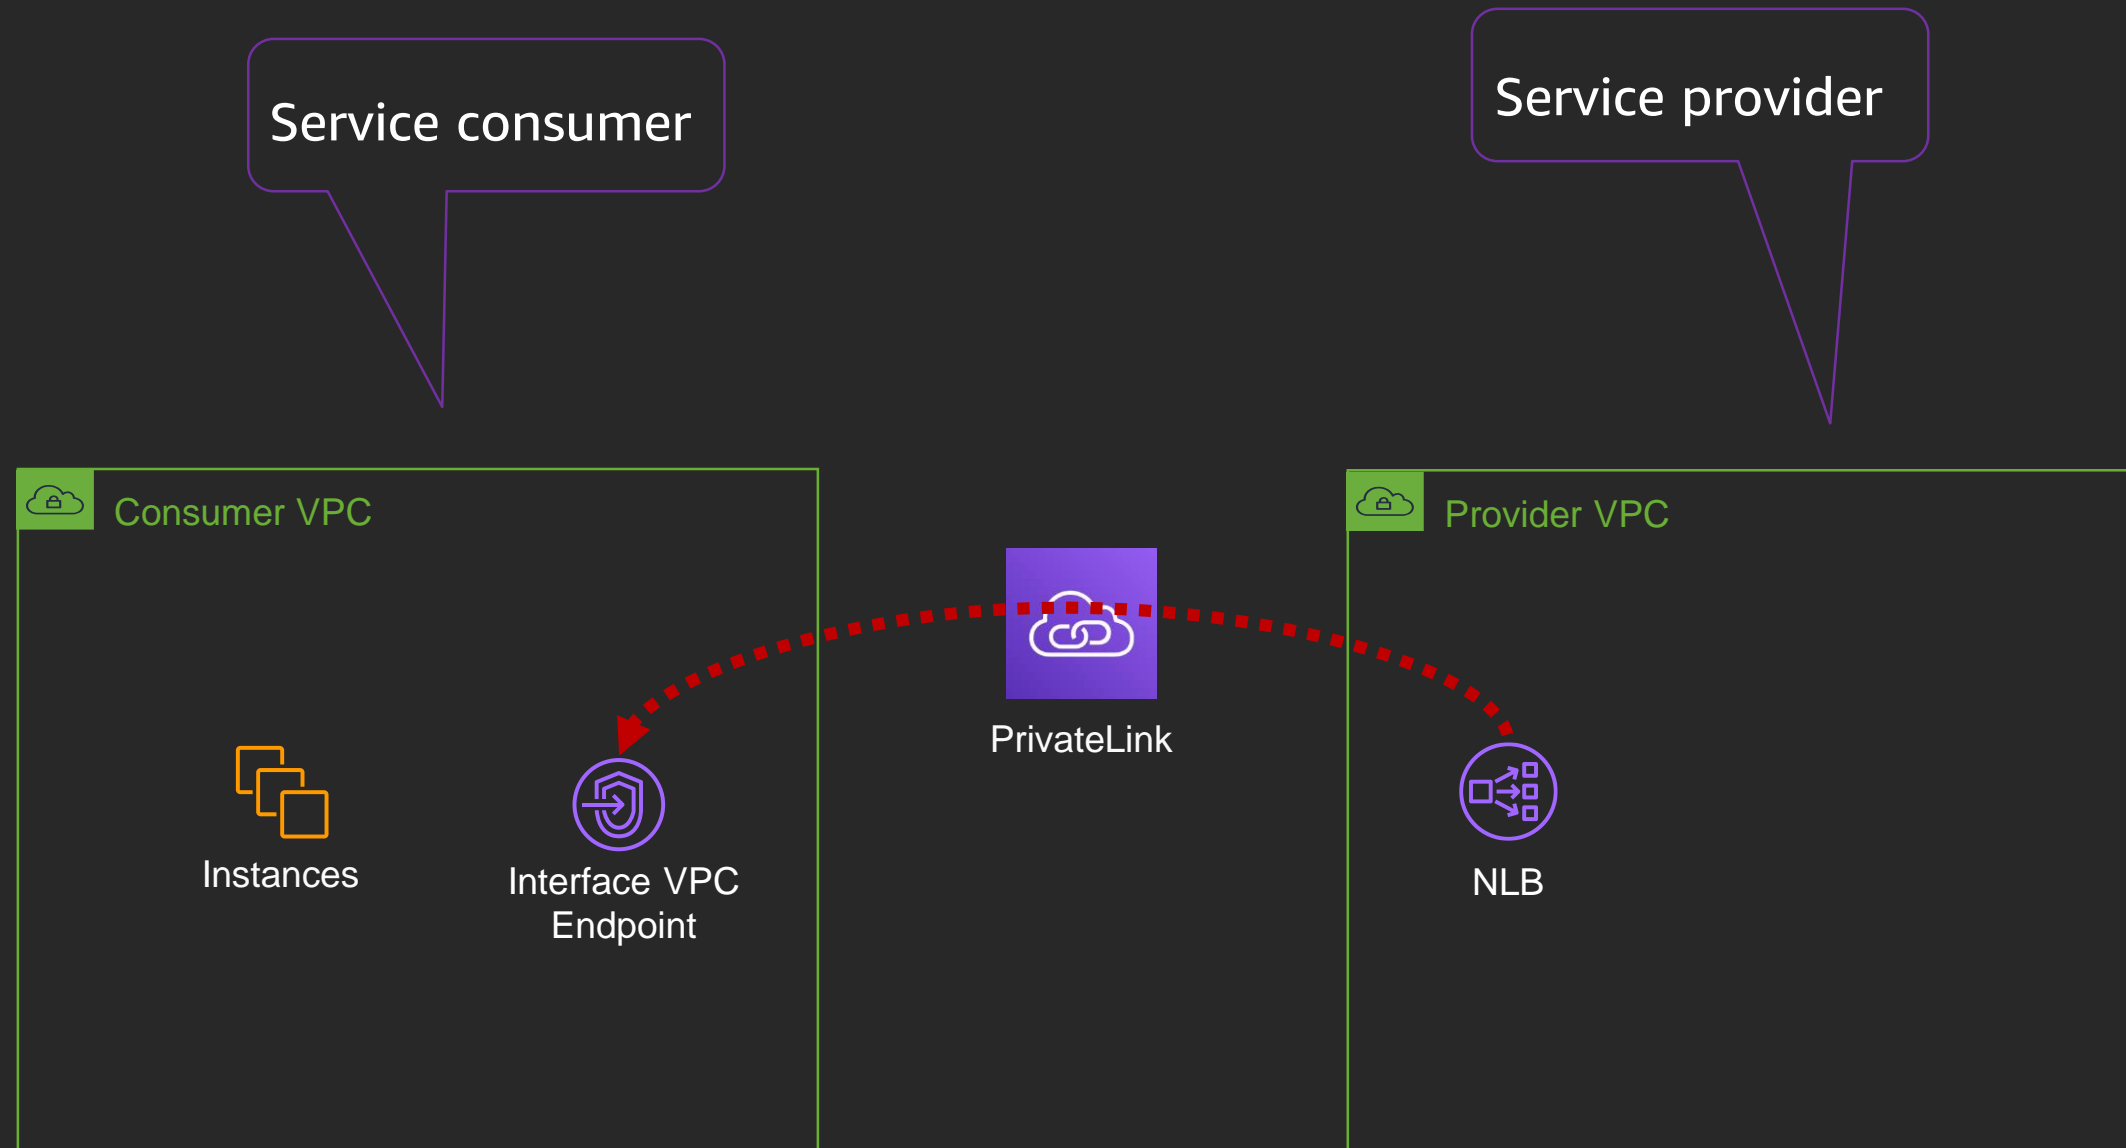 Service consumer
Service provider
Consumer VPC
Provider VPC
PrivateLink
Instances
Interface VPC
Endpoint
NLB